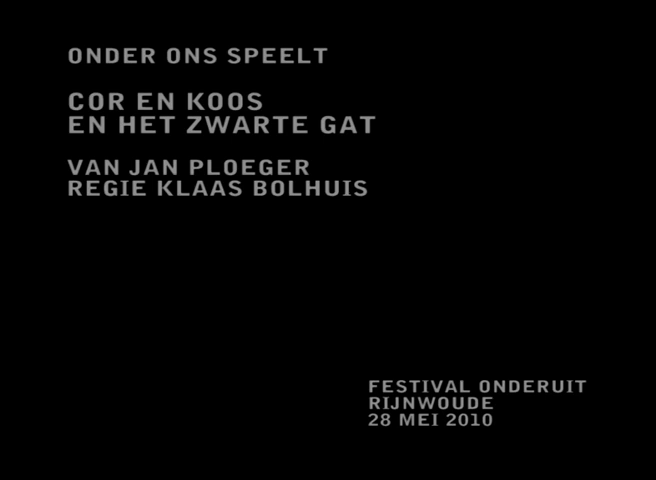 ONDER ONS SPEELT
COR EN KOOS
EN HET ZWARTE GAT
VAN JAN PLOEGER
REGIE KLAAS BOLHUIS
FESTIVAL ONDERUIT
RIJNWOUDE
28 MEI 2010